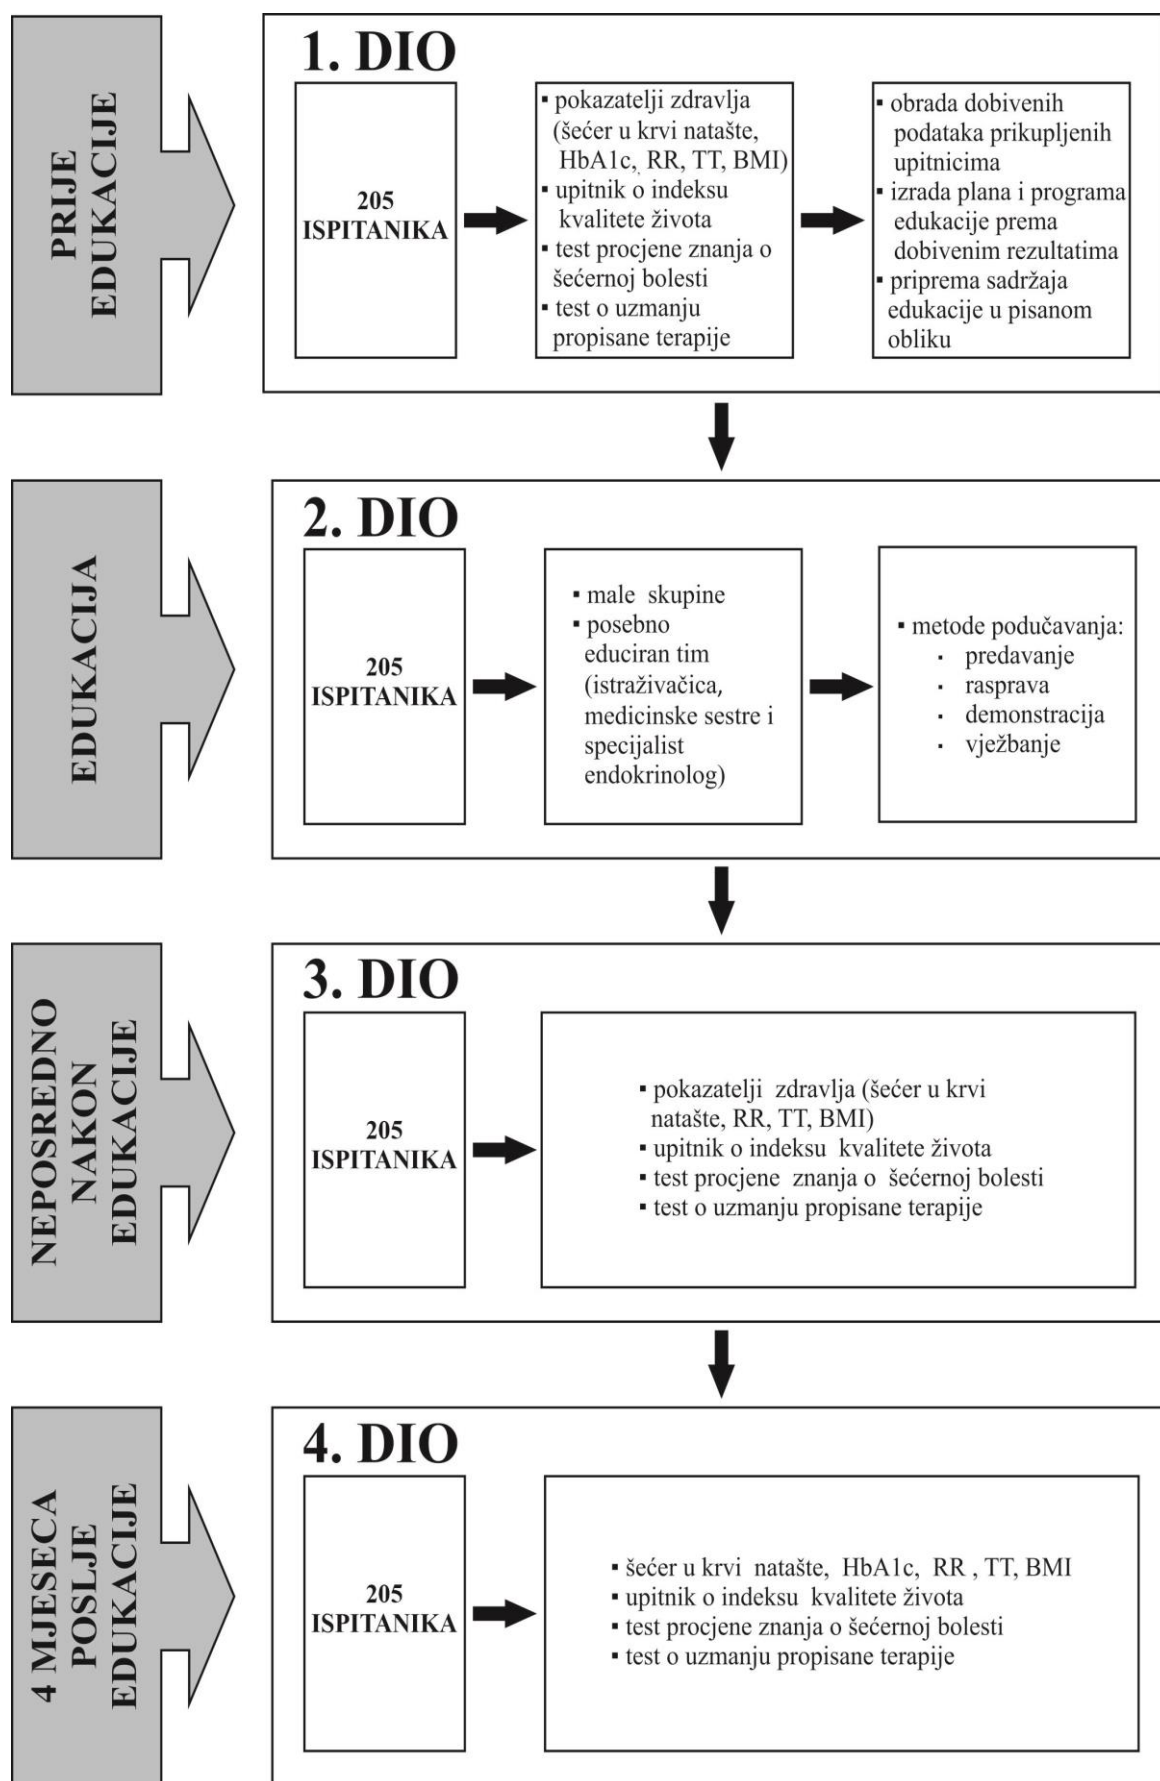 PRIJE
EDUKACIJE
1. DIO
205
ISPITANIKA
▪ pokazatelji zdravlja
(šećer u krvi natašte,
HbA1c, RR, TT, BMI)
▪ upitnik o indeksu
kvalitete života
▪ test procjene znanja o
šećernoj bolesti
▪ test o uzmanju
propisane terapije
▪ obrada dobivenih
podataka prikupljenih
upitnicima
▪ izrada plana i programa
edukacije prema
dobivenim rezultatima
▪ priprema sadržaja
edukacije u pisanom
obliku
EDUKACIJA
2. DIO
205
ISPITANIKA
▪ male skupine
▪ posebno
educiran tim
(istraživačica,
medicinske sestre i
specijalist
endokrinolog)
▪ metode podučavanja:
▪ predavanje
▪ rasprava
▪ demonstracija
▪ vježbanje
NEPOSREDNO
NAKON
EDUKACIJE
3. DIO
205
ISPITANIKA
▪ pokazatelji zdravlja (šećer u krvi
natašte, RR, TT, BMI)
▪ upitnik o indeksu kvalitete života
▪ test procjene znanja o šećernoj bolesti
▪ test o uzmanju propisane terapije
4 MJESECA
POSLJE
EDUKACIJE
4. DIO
205
ISPITANIKA
▪ šećer u krvi natašte, HbA1c, RR , TT, BMI
▪ upitnik o indeksu kvalitete života
▪ test procjene znanja o šećernoj bolesti
▪ test o uzmanju propisane terapije